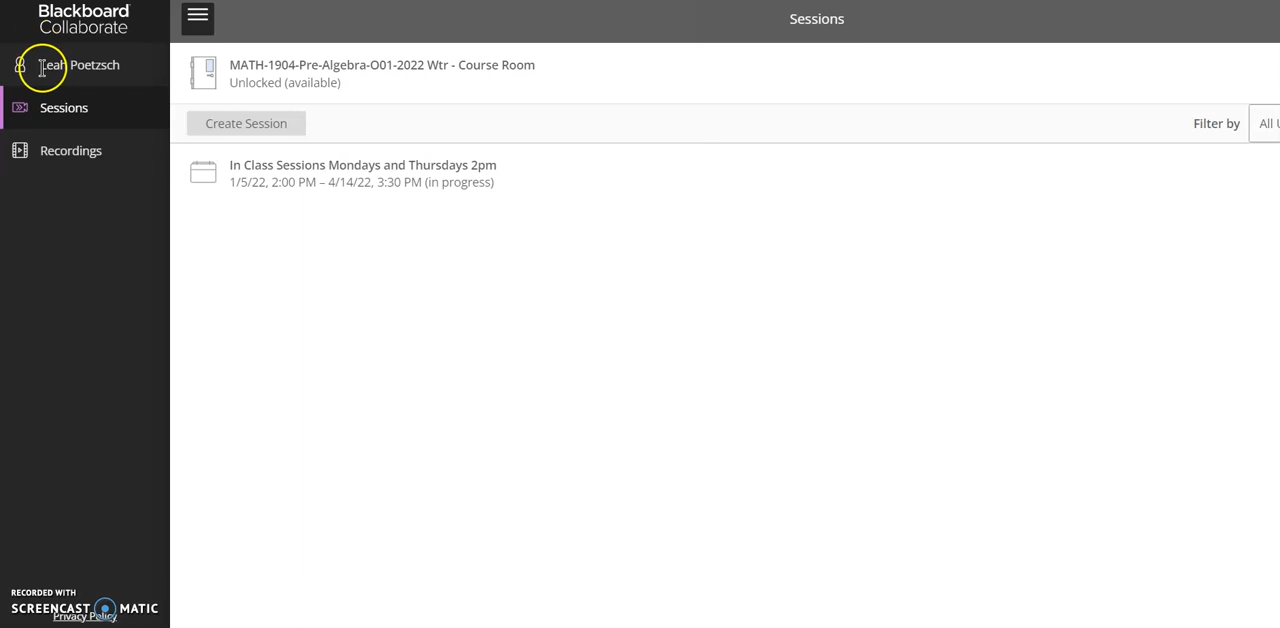 Blackboard
Collaborate
Leah Poetzsch
Sessions
Recordings
Sessions
MATH-1904-Pre-Algebra-O01-2022 Wtr - Course Room
Unlocked (available)
Create Session
Filter by
All U
In Class Sessions Mondays and Thursdays 2pm
1/5/22, 2:00 PM – 4/14/22, 3:30 PM (in progress)
RECORDED WITH
SCREENCAST MATIC
Privacy Policy